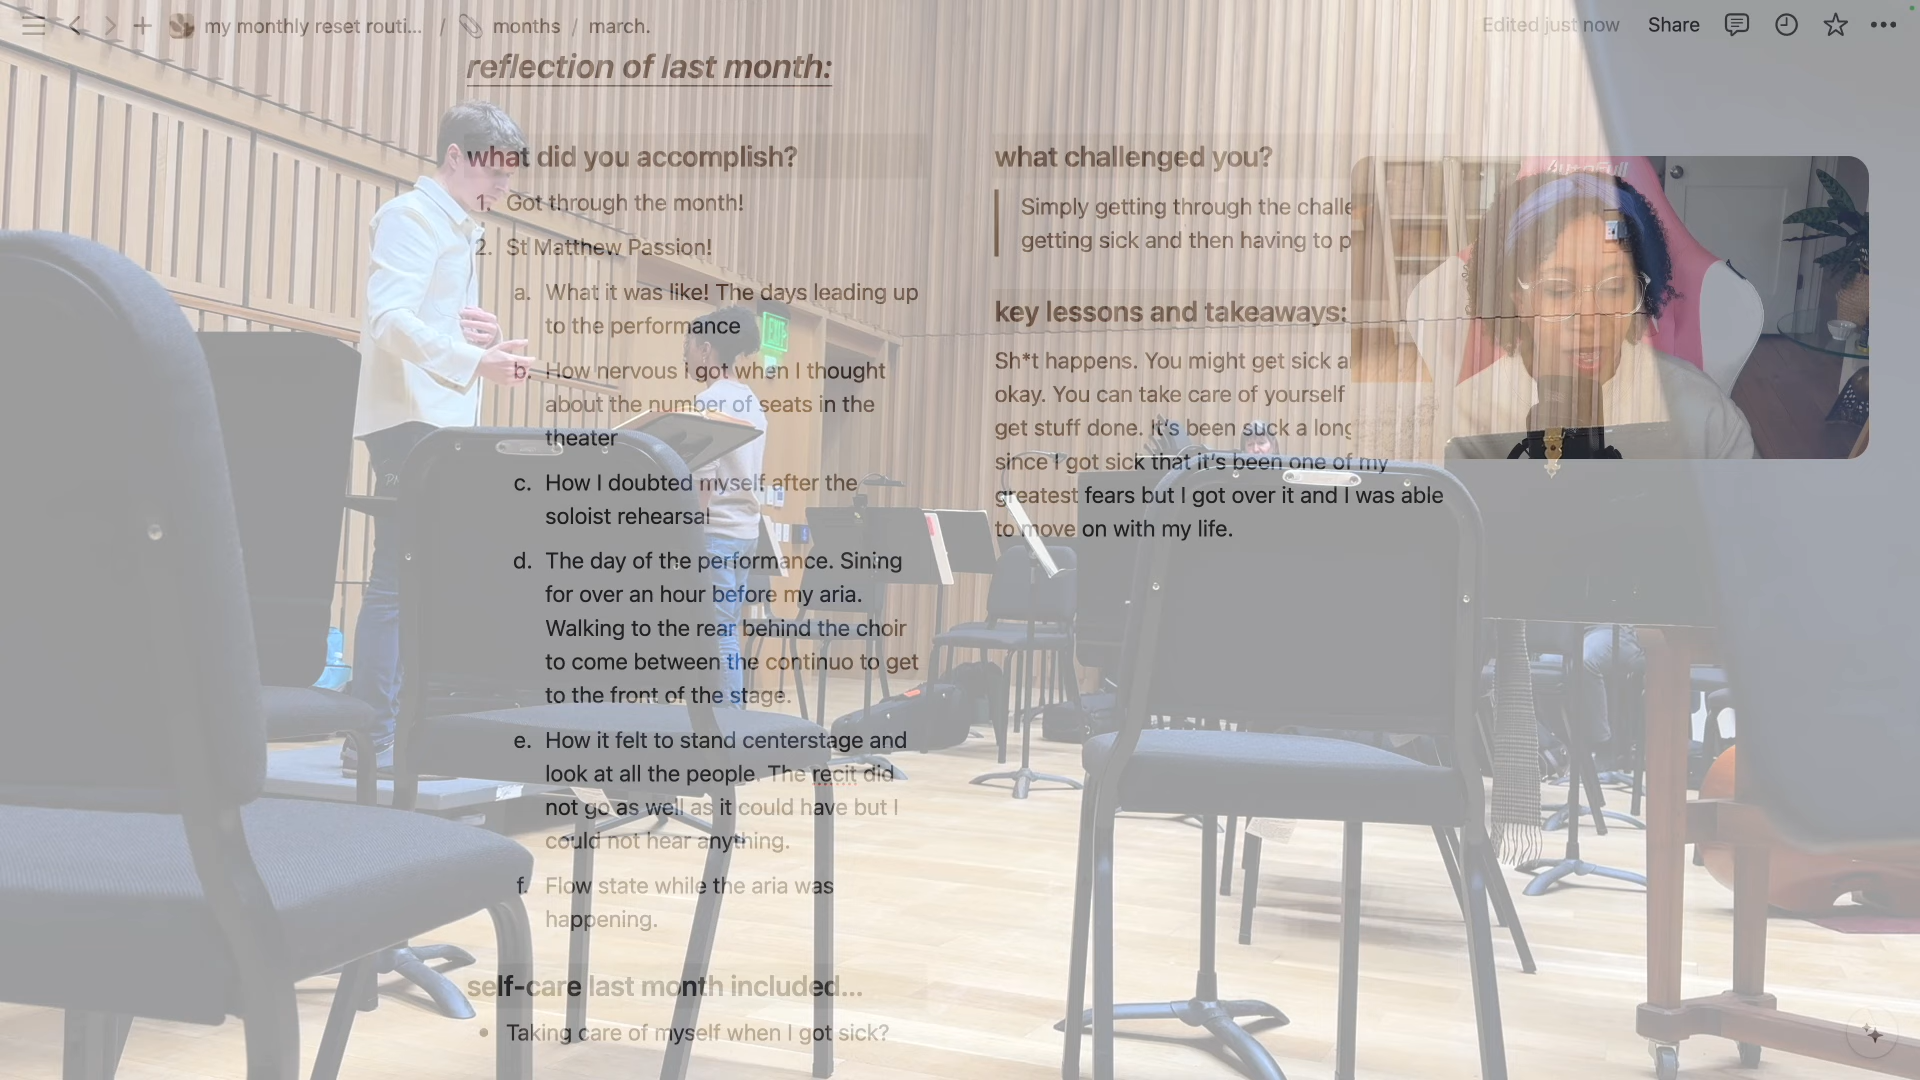 my monthly reset routi... / months / march.
Edited just now Share
reflection of last month:
what did you accomplish?
1. Got through the month!
2. St Matthew Passion!
a. What it was like! The days leading up
to the performance
b. How nervous i got when I thought
about the number of seats in the
theater
c. How I doubted myself after the
soloist rehearsal
d. The day of the performance. Sining
for over an hour before my aria.
Walking to the rear behind the choir
to come between the continuo to get
to the front of the stage.
e. How it felt to stand centerstage and
look at all the people. The recit did
not go as well as it could have but I
could not hear anything.
f. Flow state while the aria was
happening.
self-care last month included...
• Taking care of myself when I got sick?
what challenged you?
Simply getting through the challe
getting sick and then having to p
key lessons and takeaways:
Sh*t happens. You might get sick a
okay. You can take care of yourself
get stuff done. It's been suck a long
since I got sick that it's been one of my
greatest fears but I got over it and I was able
to move on with my life.
EXIT